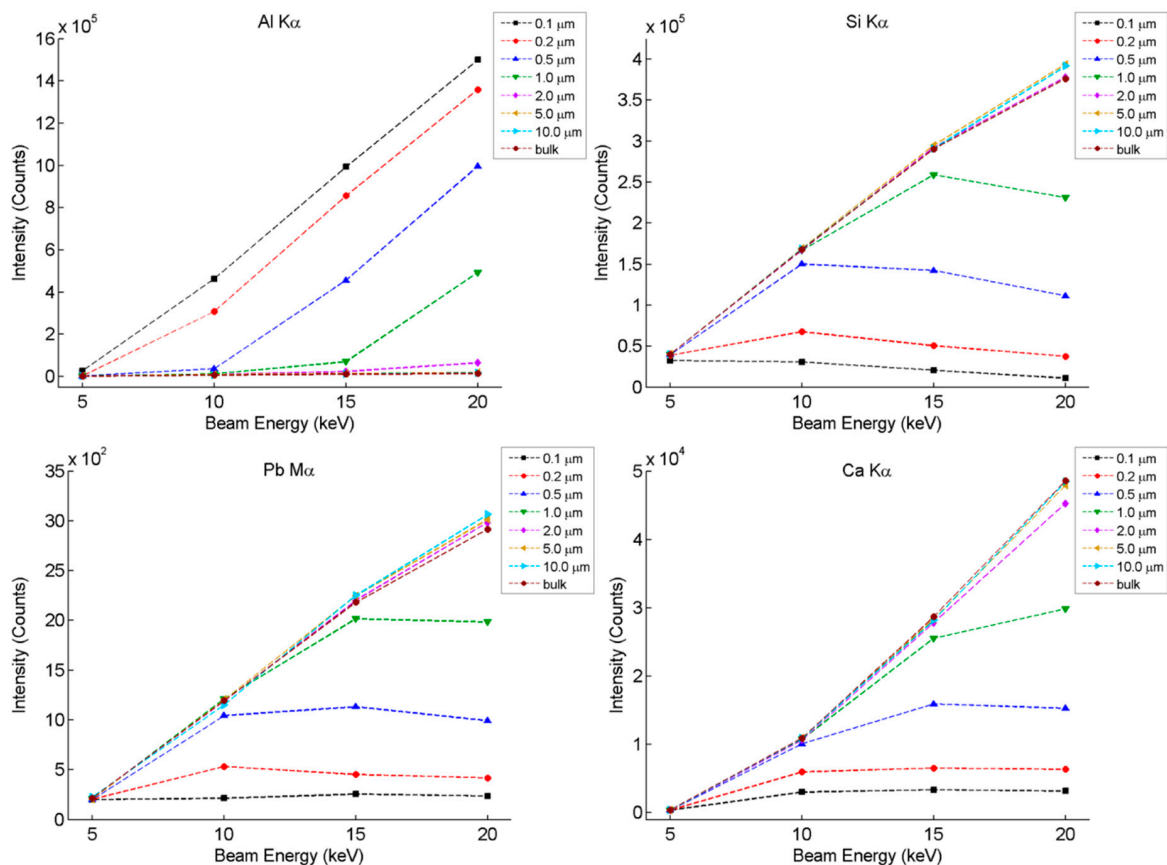 x 10⁵
Al Kα
16
14
12
10
8
6
4
2
0
5
10
15
20
Intensity (Counts)
Beam Energy (keV)
0.1 μm
0.2 μm
0.5 μm
1.0 μm
2.0 μm
5.0 μm
10.0 μm
bulk
x 10⁵
Si Kα
4
3.5
3
2.5
2
1.5
1
0.5
0
5
10
15
20
Intensity (Counts)
Beam Energy (keV)
0.1 μm
0.2 μm
0.5 μm
1.0 μm
2.0 μm
5.0 μm
10.0 μm
bulk
x 10²
Pb Mα
35
30
25
20
15
10
5
0
5
10
15
20
Intensity (Counts)
Beam Energy (keV)
0.1 μm
0.2 μm
0.5 μm
1.0 μm
2.0 μm
5.0 μm
10.0 μm
bulk
x 10⁴
Ca Kα
5
4
3
2
1
0
5
10
15
20
Intensity (Counts)
Beam Energy (keV)
0.1 μm
0.2 μm
0.5 μm
1.0 μm
2.0 μm
5.0 μm
10.0 μm
bulk